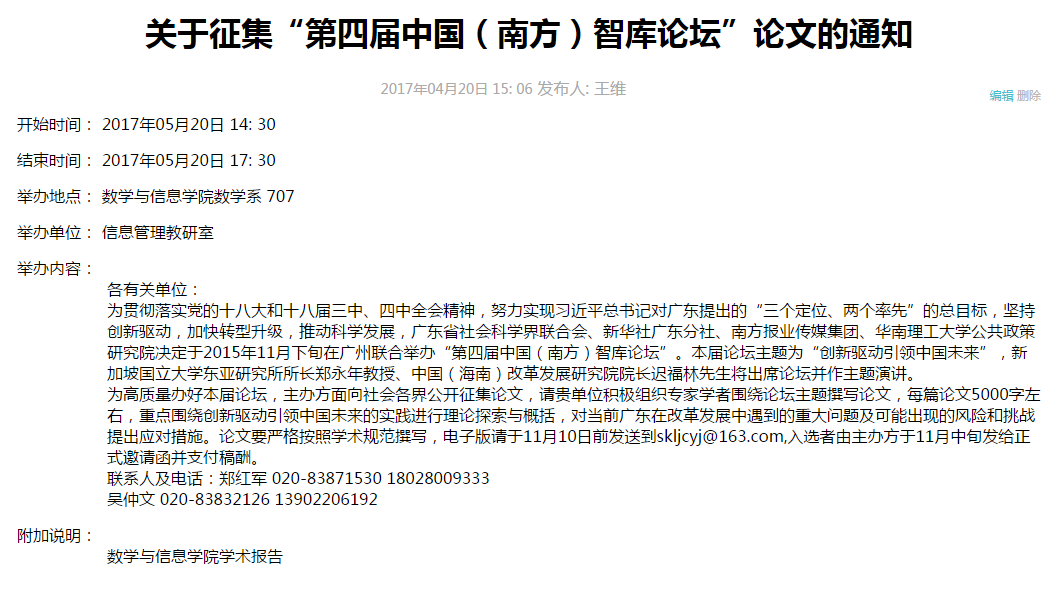 关于征集“第四届中国（南方）智库论坛”论文的通知
2017年04月20日 15: 06 发布人: 王维
编辑 删除
开始时间： 2017年05月20日 14: 30
结束时间： 2017年05月20日 17: 30
举办地点： 数学与信息学院数学系 707
举办单位： 信息管理教研室
举办内容：
各有关单位：
为贯彻落实党的十八大和十八届三中、四中全会精神，努力实现习近平总书记对广东提出的“三个定位、两个率先”的总目标，坚持
创新驱动，加快转型升级，推动科学发展，广东省社会科学界联合会、新华社广东分社、南方报业传媒集团、华南理工大学公共政策
研究院决定于2015年11月下旬在广州联合举办“第四届中国（南方）智库论坛”。本届论坛主题为“创新驱动引领中国未来”，新
加坡国立大学东亚研究所所长郑永年教授、中国（海南）改革发展研究院院长迟福林先生将出席论坛并作主题演讲。
为高质量办好本届论坛，主办方面向社会各界公开征集论文，请贵单位积极组织专家学者围绕论坛主题撰写论文，每篇论文5000字左
右，重点围绕创新驱动引领中国未来的实践进行理论探索与概括，对当前广东在改革发展中遇到的重大问题及可能出现的风险和挑战
提出应对措施。论文要严格按照学术规范撰写，电子版请于11月10日前发送到skljcyj@163.com,入选者由主办方于11月中旬发给正
式邀请函并支付稿酬。
联系人及电话：郑红军 020-83871530 18028009333
吴仲文 020-83832126 13902206192
附加说明：
数学与信息学院学术报告